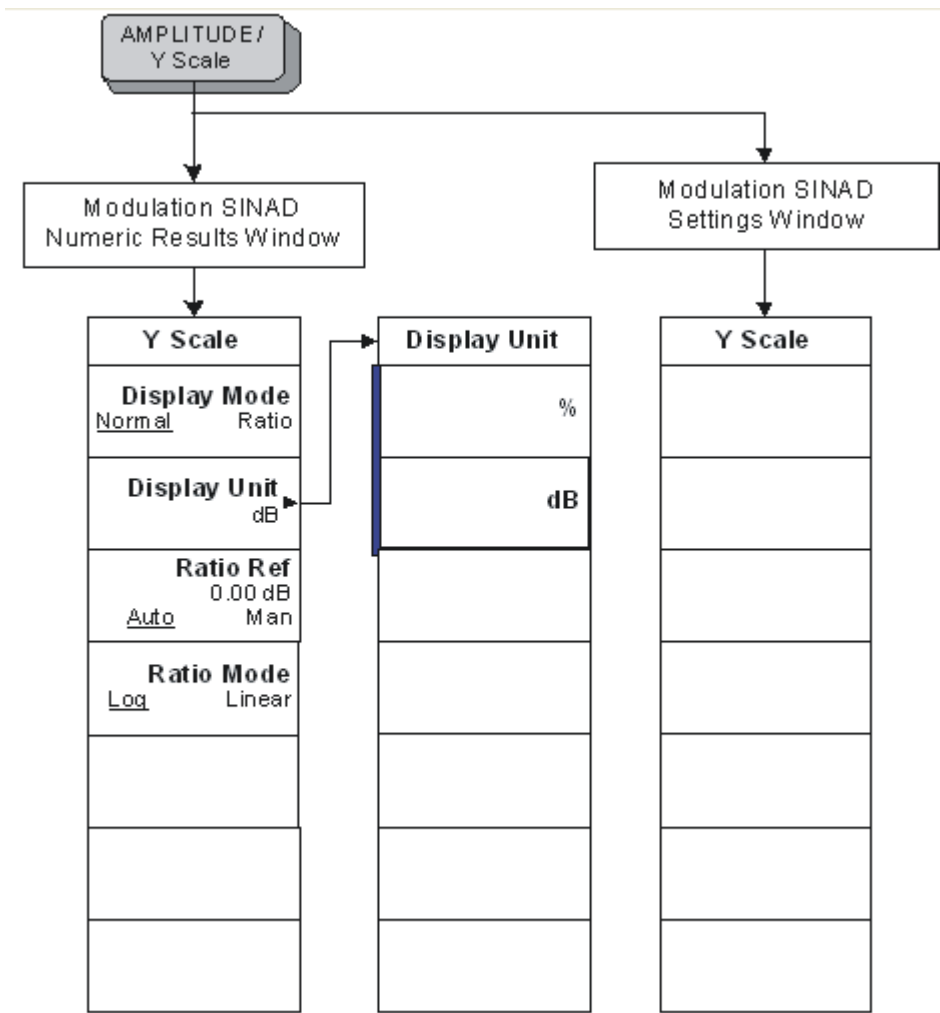 AMPLITUDE/
Y Scale
Modulation SINAD
Numeric Results Window
Modulation SINAD
Settings Window
Y Scale
Display Mode
Normal Ratio
Display Unit
dB
Ratio Ref
0.00 dB
Auto Man
Ratio Mode
Log Linear
Display Unit
%
dB
Y Scale